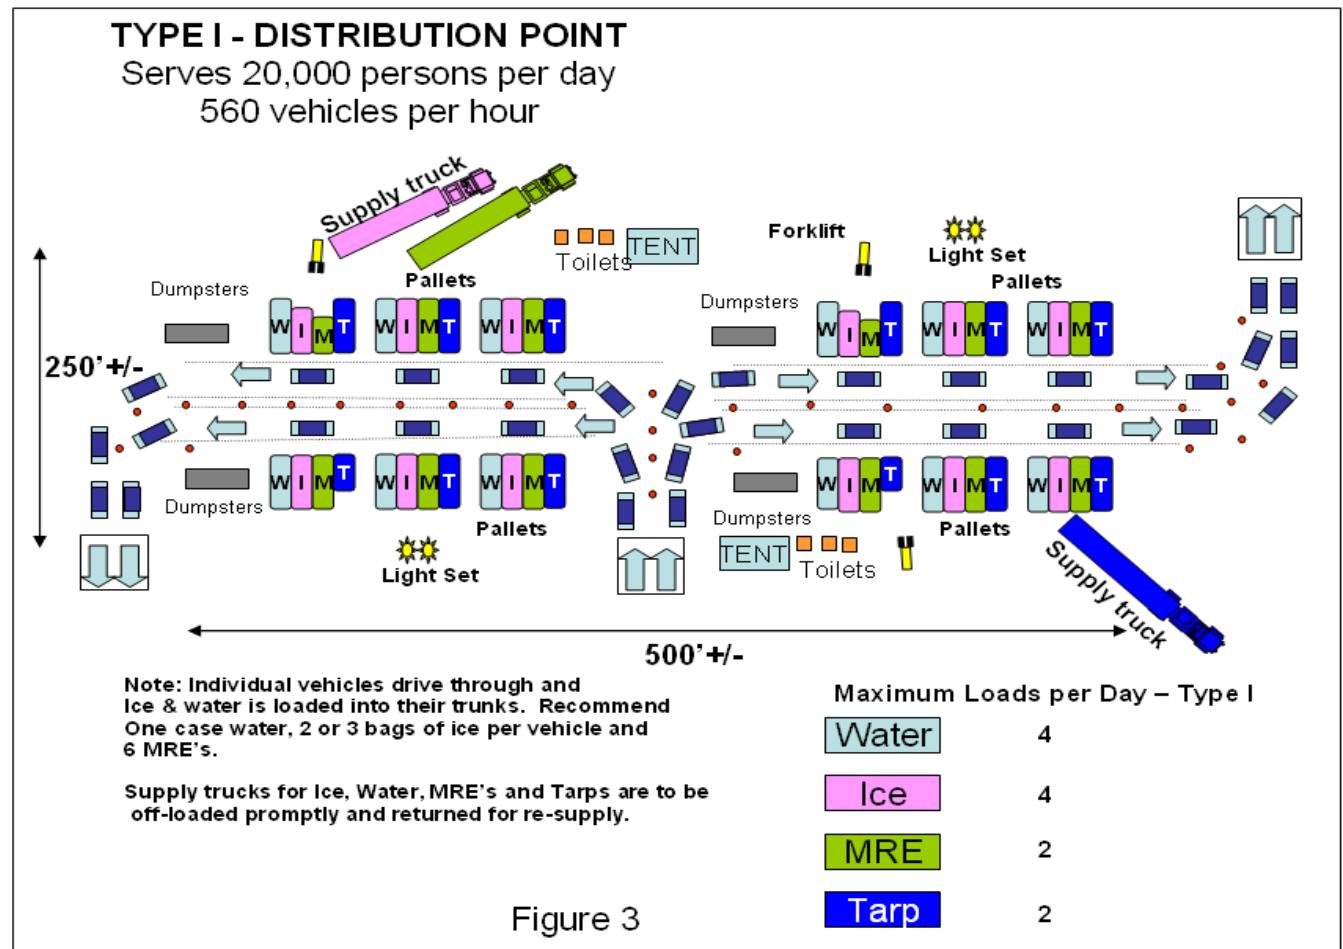 TYPE I - DISTRIBUTION POINT
Serves 20,000 persons per day
560 vehicles per hour
Supply truck
Toilets
TENT
Forklift
Light Set
Pallets
Pallets
Dumpsters
Dumpsters
W I M T
W I M T
W I M T
W I M T
W I M T
W I M T
250'+/-
W I M T
W I M T
W I M T
W I M T
W I M T
W I M T
Dumpsters
Dumpsters
Pallets
Pallets
Light Set
TENT
Toilets
Supply truck
500'+/-
Note: Individual vehicles drive through and
Ice & water is loaded into their trunks. Recommend
One case water, 2 or 3 bags of ice per vehicle and
6 MRE's.
Supply trucks for Ice, Water, MRE's and Tarps are to be
off-loaded promptly and returned for re-supply.
Maximum Loads per Day – Type I
Water 4
Ice 4
MRE 2
Tarp 2
Figure 3